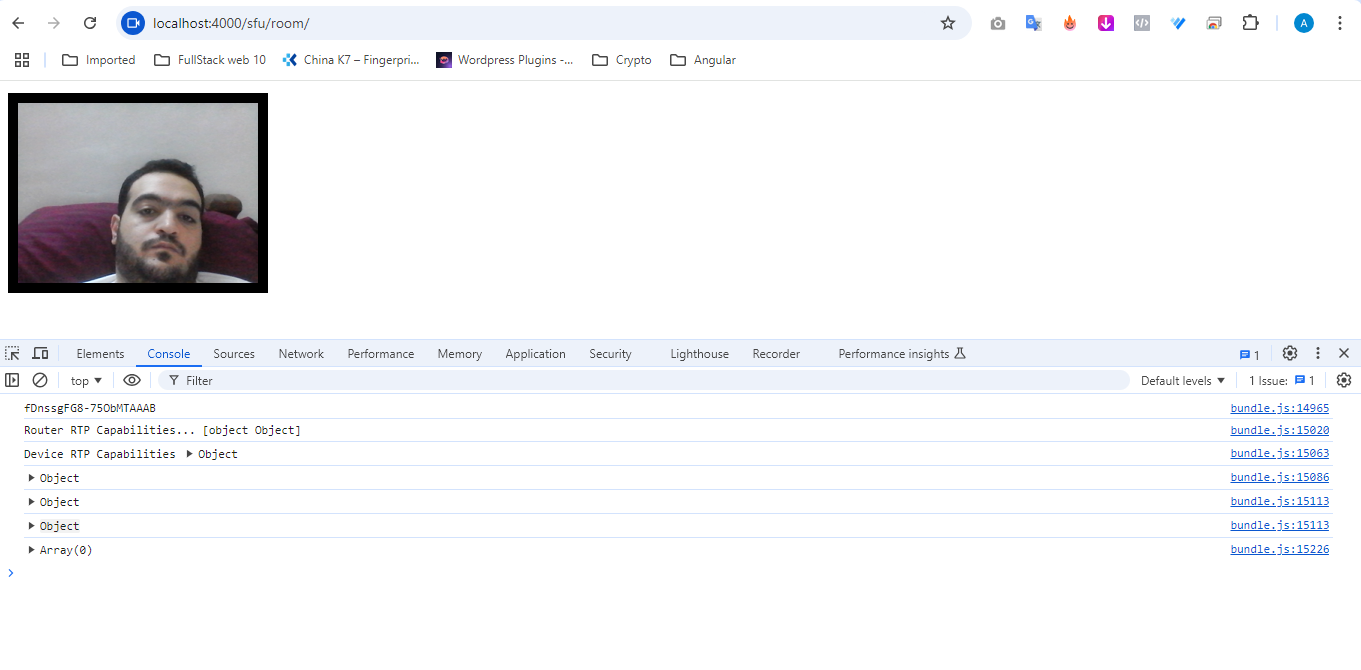 localhost:4000/sfu/room/
A
Imported FullStack web 10 China K7 – Fingerpri... Wordpress Plugins -... Crypto Angular
Elements Console Sources Network Performance Memory Application Security Lighthouse Recorder Performance insights 1
top Filter Default levels 1 Issue: 1
fDnssgFG8-75ObMTAAAB bundle.js:14965
Router RTP Capabilities... [object Object] bundle.js:15020
Device RTP Capabilities ▶ Object bundle.js:15063
▶ Object bundle.js:15086
▶ Object bundle.js:15113
▶ Object bundle.js:15113
▶ Array(0) bundle.js:15226